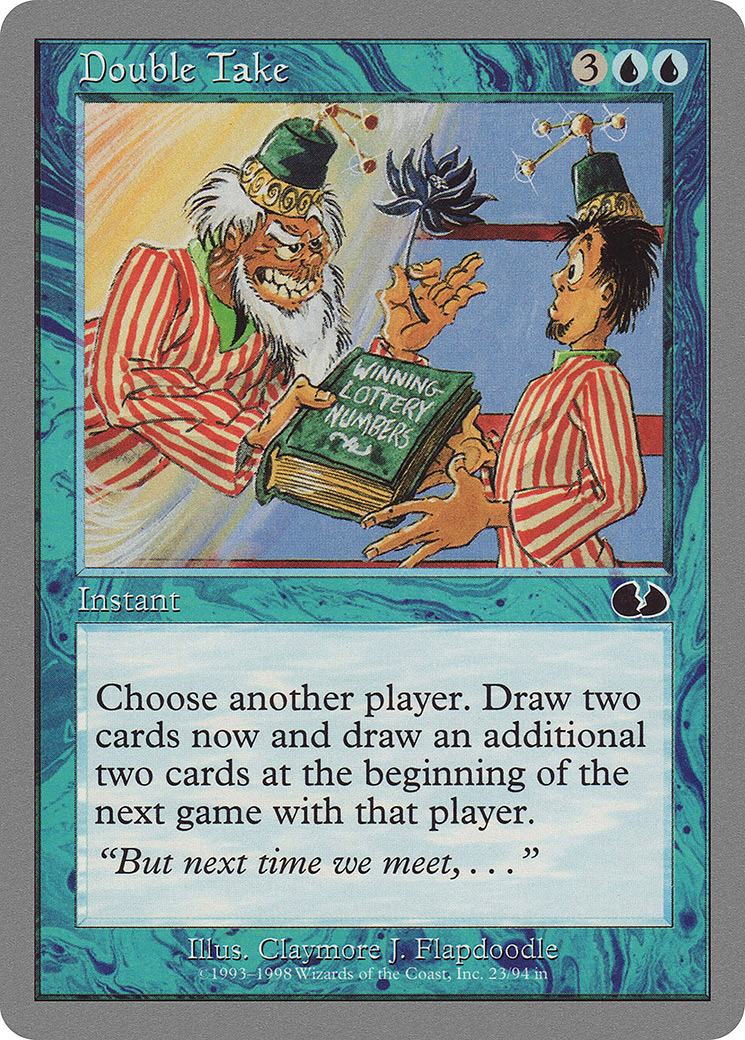 Double Take
3
WINNING
LOTTERY
NUMBERS
Instant
Choose another player. Draw two
cards now and draw an additional
two cards at the beginning of the
next game with that player.
“But next time we meet, . . .”
Illus. Claymore J. Flapdoodle
©1993–1998 Wizards of the Coast, Inc. 23/94 in